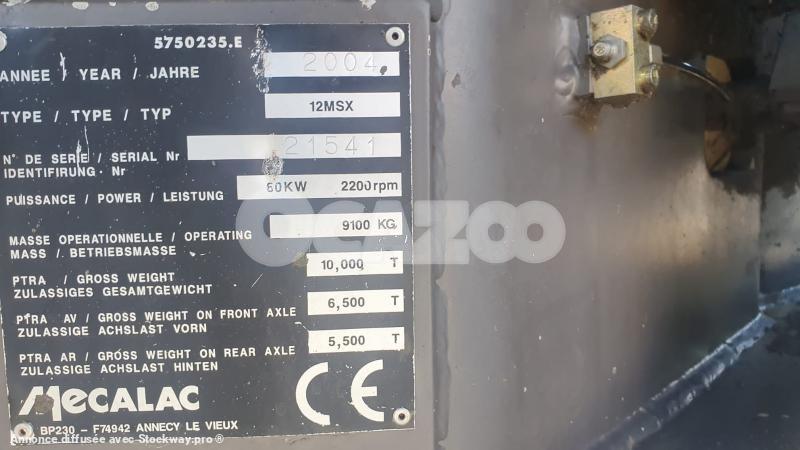 5750235.E
ANNEE / YEAR / JAHRE 2004
TYPE / TYPE / TYP 12MSX
N° DE SERIE / SERIAL Nr 21541
IDENTIFIRUNG · Nr
PUISSANCE / POWER / LEISTUNG 60KW 2200rpm
MASSE OPERATIONNELLE / OPERATING 9100 KG
MASS / BETRIEBSMASSE
PTRA / GROSS WEIGHT 10,000 T
ZULASSIGES GESAMTGEWICHT
PTRA AV / GROSS WEIGHT ON FRONT AXLE 6,500 T
ZULASSIGE ACHSLAST VORN
PTRA AR / GROSS WEIGHT ON REAR AXLE 5,500 T
ZULASSIGE ACHSLAST HINTEN
MECALAC CE
BP230 - F74942 ANNECY LE VIEUX
OCAZOO
Annonce diffusée avec Stockway.pro ®